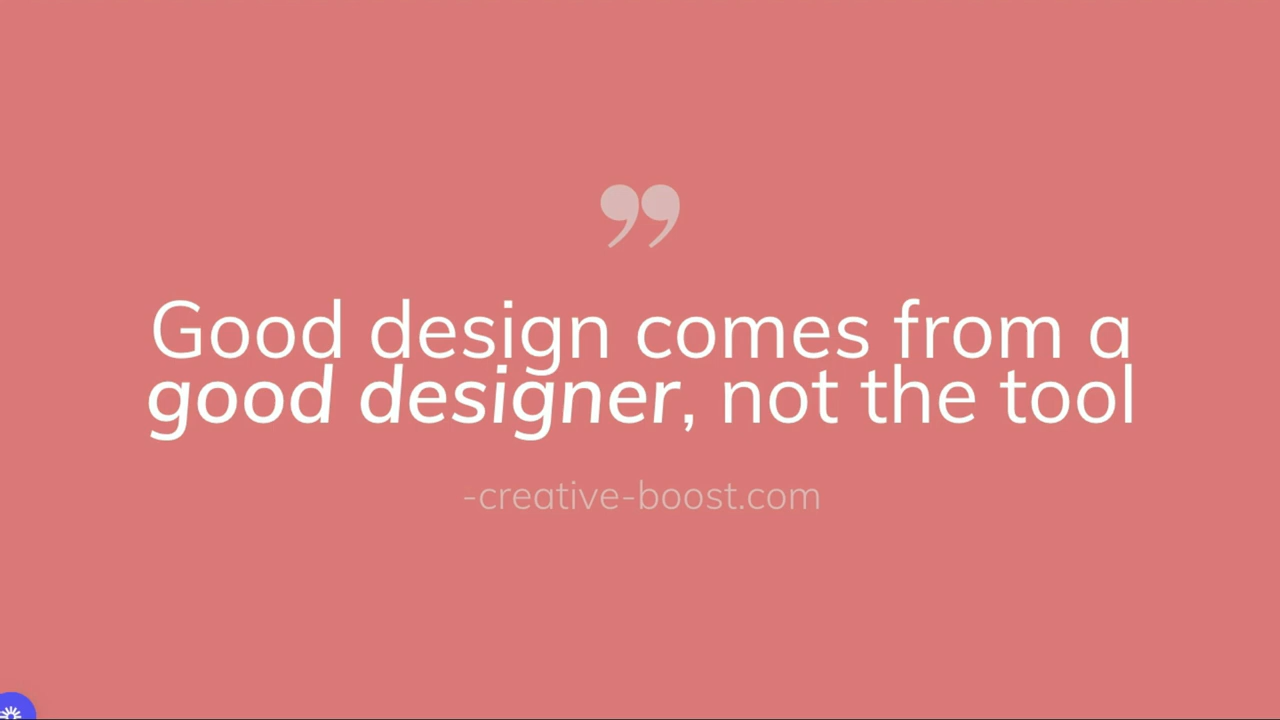 ”
Good design comes from a
good designer, not the tool
-creative-boost.com